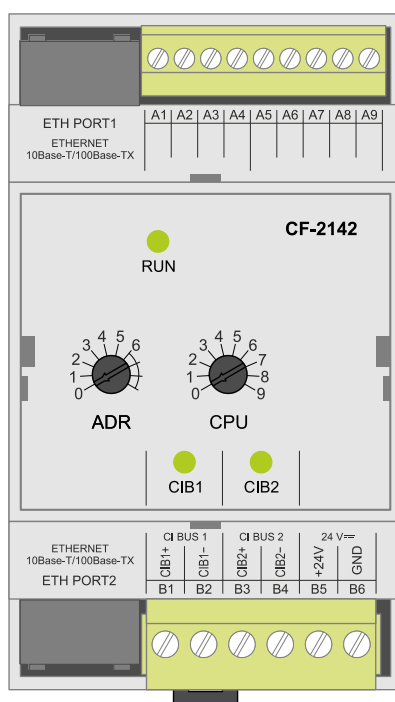 A1 A2 A3 A4 A5 A6 A7 A8 A9
ETH PORT1
ETHERNET
10Base-T/100Base-TX
CF-2142
RUN
0 1 2 3 4 5 6
0 1 2 3 4 5 6 7 8 9
ADR
CPU
CIB1
CIB2
CI BUS 1 CI BUS 2 24 V⎓
ETHERNET
10Base-T/100Base-TX
ETH PORT2
CIB1+ CIB1− CIB2+ CIB2− +24V GND
B1 B2 B3 B4 B5 B6